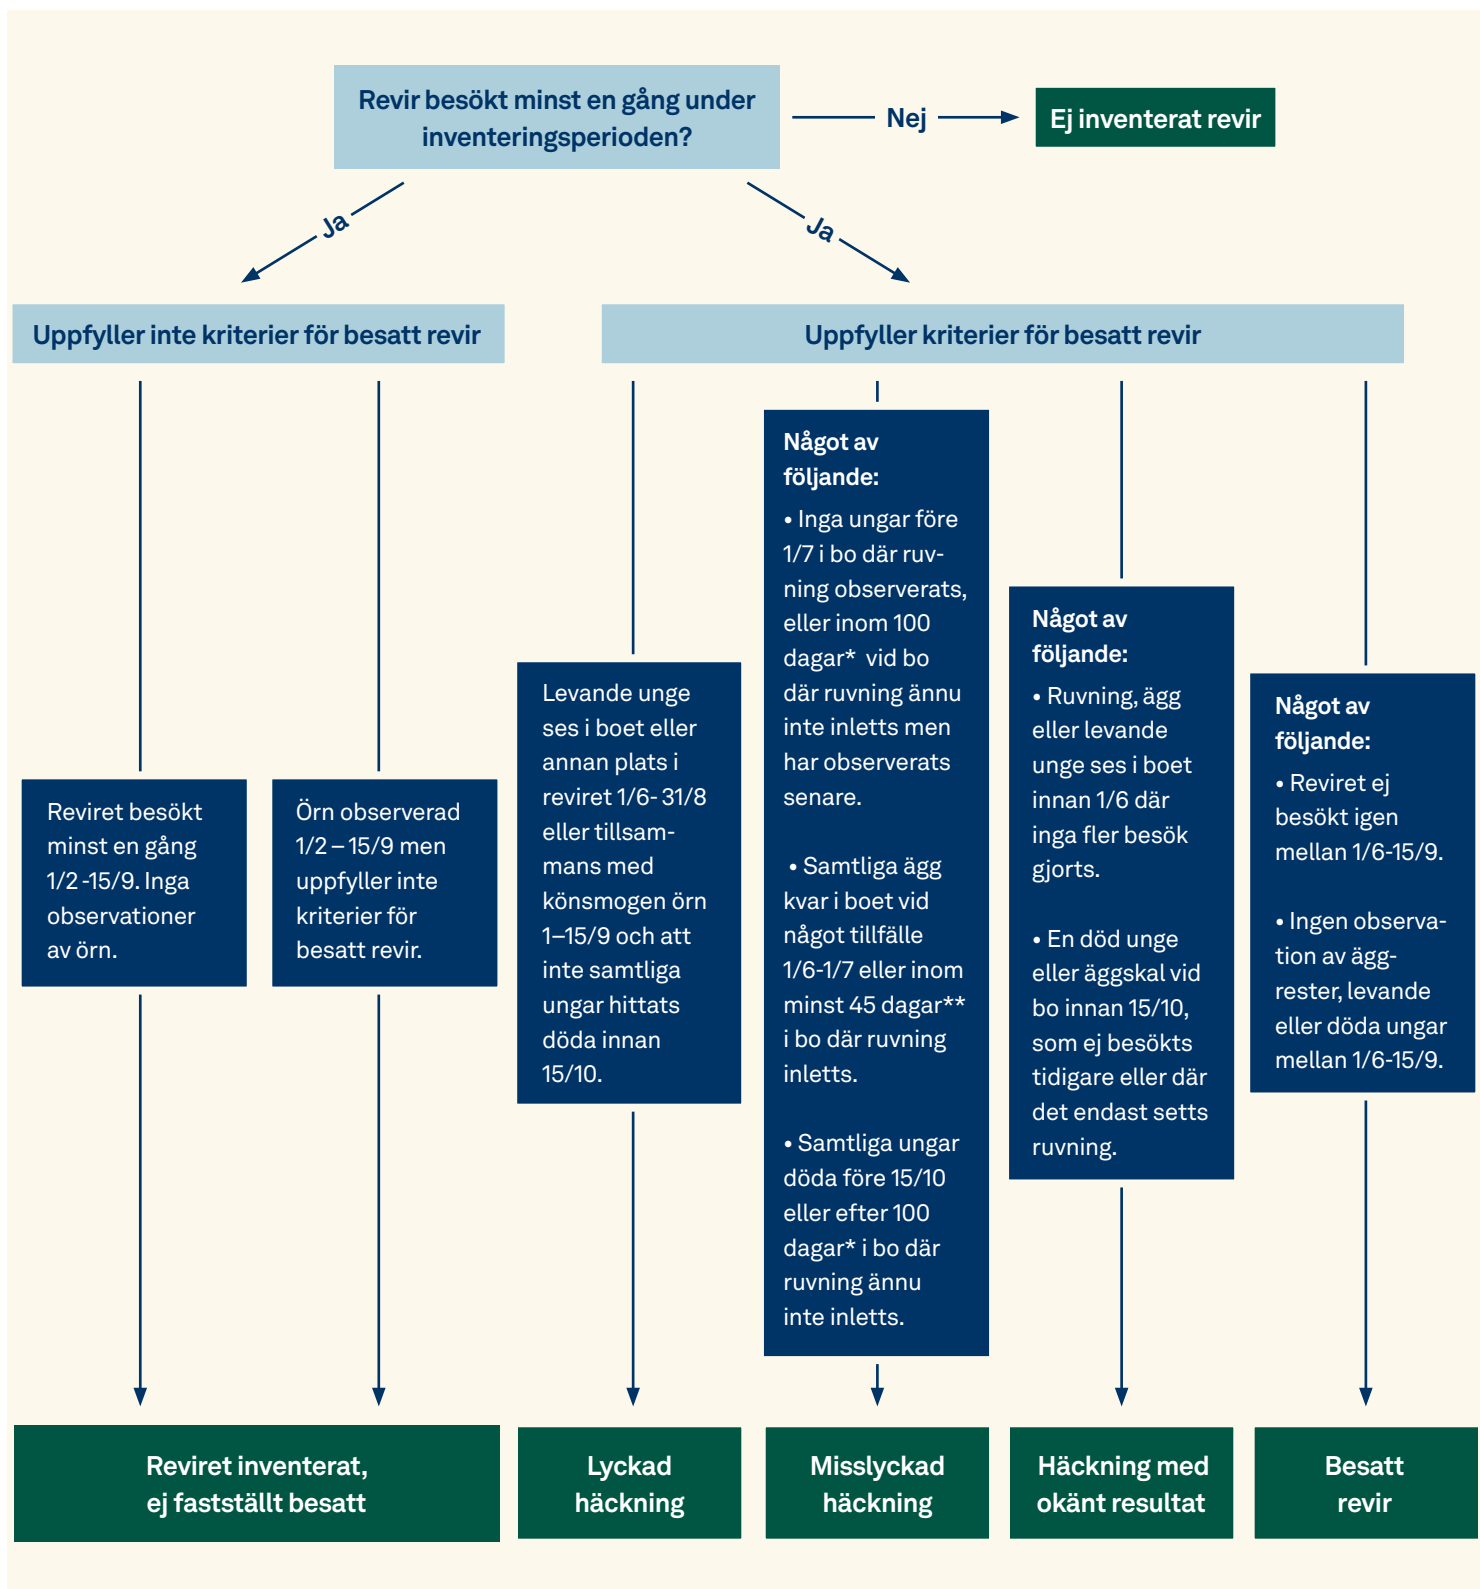 Revir besökt minst en gång under
inventeringsperioden?
Nej
Ej inventerat revir
Ja
Ja
Uppfyller inte kriterier för besatt revir
Uppfyller kriterier för besatt revir
Reviret besökt
minst en gång
1/2 -15/9. Inga
observationer
av örn.
Örn observerad
1/2 – 15/9 men
uppfyller inte
kriterier för
besatt revir.
Levande unge
ses i boet eller
annan plats i
reviret 1/6- 31/8
eller tillsam-
mans med
könsmogen örn
1–15/9 och att
inte samtliga
ungar hittats
döda innan
15/10.
Något av
följande:
• Inga ungar före
1/7 i bo där ruv-
ning observerats,
eller inom 100
dagar* vid bo
där ruvning ännu
inte inletts men
har observerats
senare.
• Samtliga ägg
kvar i boet vid
något tillfälle
1/6-1/7 eller inom
minst 45 dagar**
i bo där ruvning
inletts.
• Samtliga ungar
döda före 15/10
eller efter 100
dagar* i bo där
ruvning ännu
inte inletts.
Något av
följande:
• Ruvning, ägg
eller levande
unge ses i boet
innan 1/6 där
inga fler besök
gjorts.
• En död unge
eller äggskal vid
bo innan 15/10,
som ej besökts
tidigare eller där
det endast setts
ruvning.
Något av
följande:
• Reviret ej
besökt igen
mellan 1/6-15/9.
• Ingen observa-
tion av ägg-
rester, levande
eller döda ungar
mellan 1/6-15/9.
Reviret inventerat,
ej fastställt besatt
Lyckad
häckning
Misslyckad
häckning
Häckning med
okänt resultat
Besatt
revir